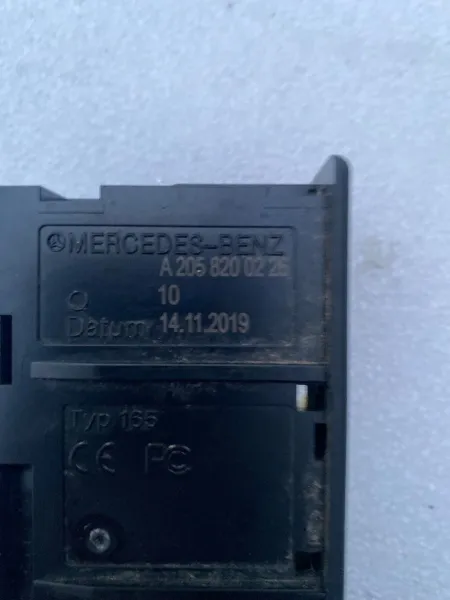 MERCEDES-BENZ
A 205 820 02 26
Q 10
Datum 14.11.2019
Typ 165
CE PC